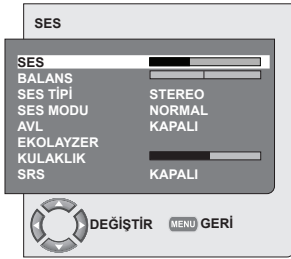 SES
SES
BALANS
SES TİPİ STEREO
SES MODU NORMAL
AVL KAPALI
EKOLAYZER
KULAKLIK
SRS KAPALI
DEĞİŞTİR MENU GERİ